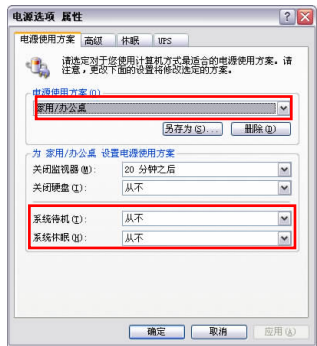 电源选项 属性
电源使用方案 高级 休眠 UPS
请选定对于您使用计算机方式最适合的电源使用方案。请
注意，更改下面的设置将修改选定的方案。
电源使用方案(O)
家用/办公桌
另存为(S)... 删除(D)
为 家用/办公桌 设置电源使用方案
关闭监视器(M): 20 分钟之后
关闭硬盘(I): 从不
系统待机(T): 从不
系统休眠(H): 从不
确定 取消 应用(A)